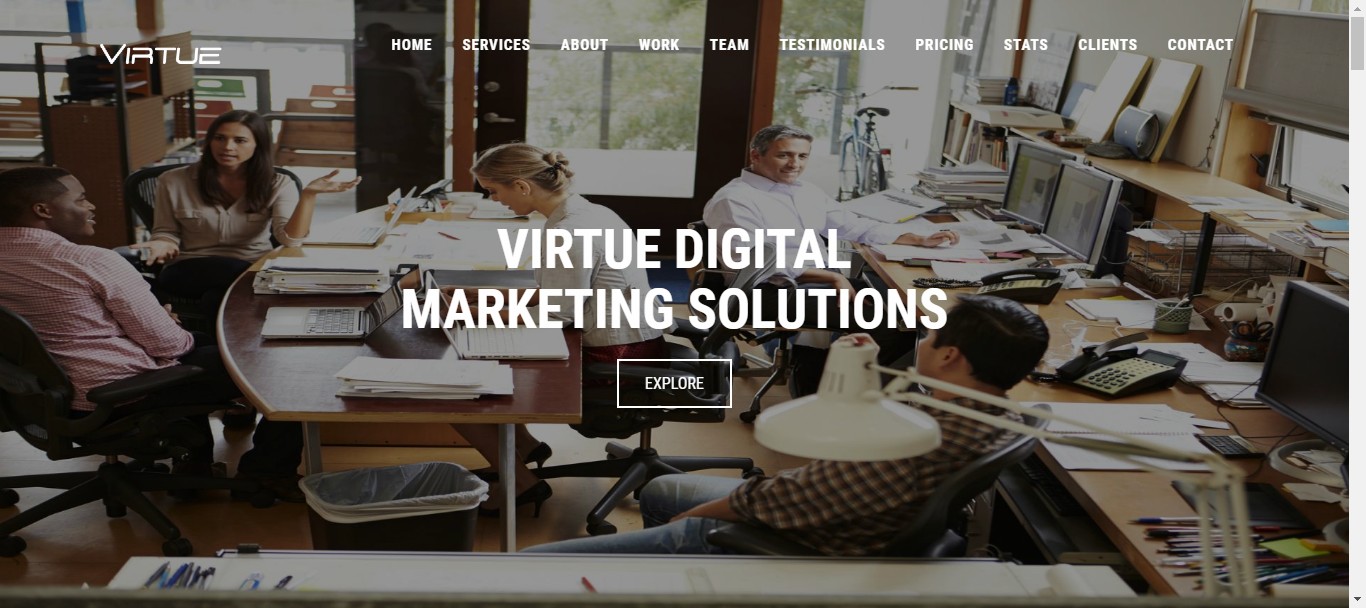 VIRTUE
HOME SERVICES ABOUT WORK TEAM TESTIMONIALS PRICING STATS CLIENTS CONTACT
VIRTUE DIGITAL
MARKETING SOLUTIONS
EXPLORE